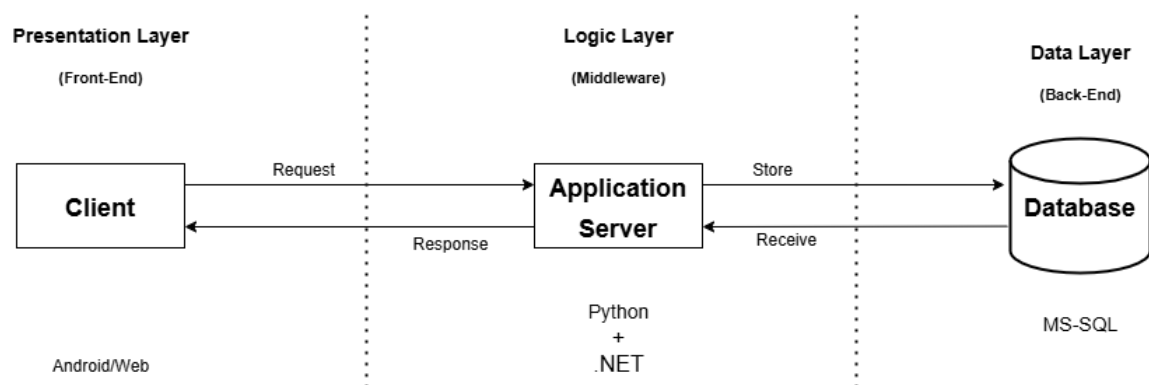 Presentation Layer
(Front-End)
Logic Layer
(Middleware)
Data Layer
(Back-End)
Client
Request
Response
Application
Server
Store
Receive
Database
Android/Web
Python
+
.NET
MS-SQL